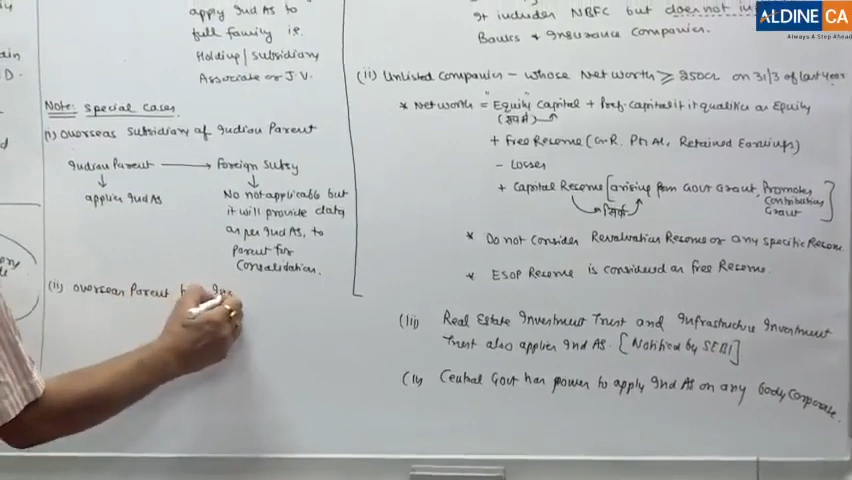 apply Ind AS to
full family i.e.
Holding / subsidiary
Associate or J.V.
Note: special cases.
(i) Overseas subsidiary of Indian Parent
Indian Parent → Foreign Subsy
applies Ind AS
No not applicable but
it will provide data
as per Ind AS, to
Parent for
Consolidation.
(ii) Overseas Parent
It includes NBFC but does not
Banks & Insurance Companies.
(ii) Unlisted Companies - whose Net worth ≥ 250cr on 31/3 of last year
* Net worth = "Equity" Capital + Pref. capital if it qualifies as Equity
+ Free Reserve (G.R. P&L, Retained Earnings)
- Losses
+ Capital Reserve [arising from Govt Grant, Promoters
Contribution
Grant]
* Do not Consider Revaluation Reserve or any Specific Reserve
* ESOP Reserve is considered as Free Reserve.
(iii) Real Estate Investment Trust and Infrastructure Investment
Trust also applies Ind AS. [Notified by SEBI]
(iv) Central Govt has power to apply Ind AS on any body Corporate.
ALDINE CA
Always A Step Ahead